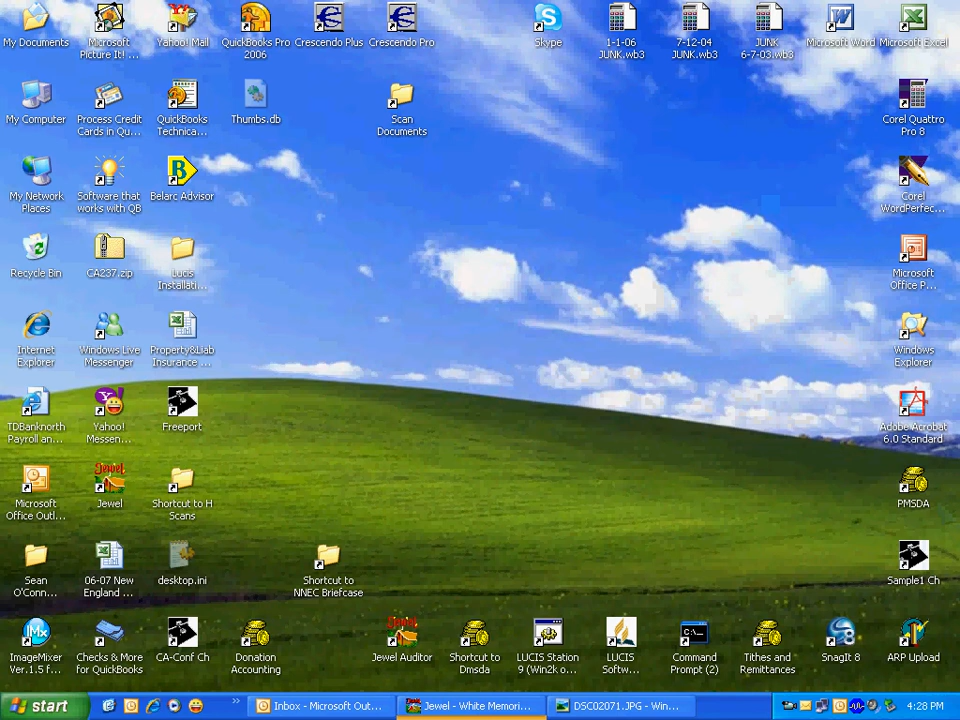 My Documents
Microsoft
Picture It! ...
Yahoo! Mail
QuickBooks Pro
2006
Crescendo Plus
Crescendo Pro
Skype
1-1-06
JUNK.wb3
7-12-04
JUNK.wb3
JUNK
6-7-03.wb3
Microsoft Word
Microsoft Excel
My Computer
Process Credit
Cards in Qu...
QuickBooks
Technica...
Thumbs.db
Scan
Documents
Corel Quattro
Pro 8
My Network
Places
Software that
works with QB
Belarc Advisor
Corel
WordPerfec...
Recycle Bin
CA237.zip
Lucis
Installati...
Microsoft
Office P...
Internet
Explorer
Windows Live
Messenger
Property&Liab
Insurance ...
Windows
Explorer
TDBanknorth
Payroll an...
Yahoo!
Messen...
Freeport
Adobe Acrobat
6.0 Standard
Microsoft
Office Outl...
Jewel
Jewel
Shortcut to H
Scans
PMSDA
Sean
O'Conn...
06-07 New
England ...
desktop.ini
Shortcut to
NNEC Briefcase
Sample1 Ch
ImageMixer
Ver.1.5 f...
Checks & More
for QuickBooks
CA-Conf Ch
Donation
Accounting
Jewel
Jewel Auditor
Shortcut to
Dmsda
LUCIS Station
9 (Win2k o...
LUCIS
Softw...
C:\_
Command
Prompt (2)
Tithes and
Remittances
SnagIt 8
ARP Upload
start
Inbox - Microsoft Out...
Jewel - White Memori...
DSC02071.JPG - Win...
4:28 PM